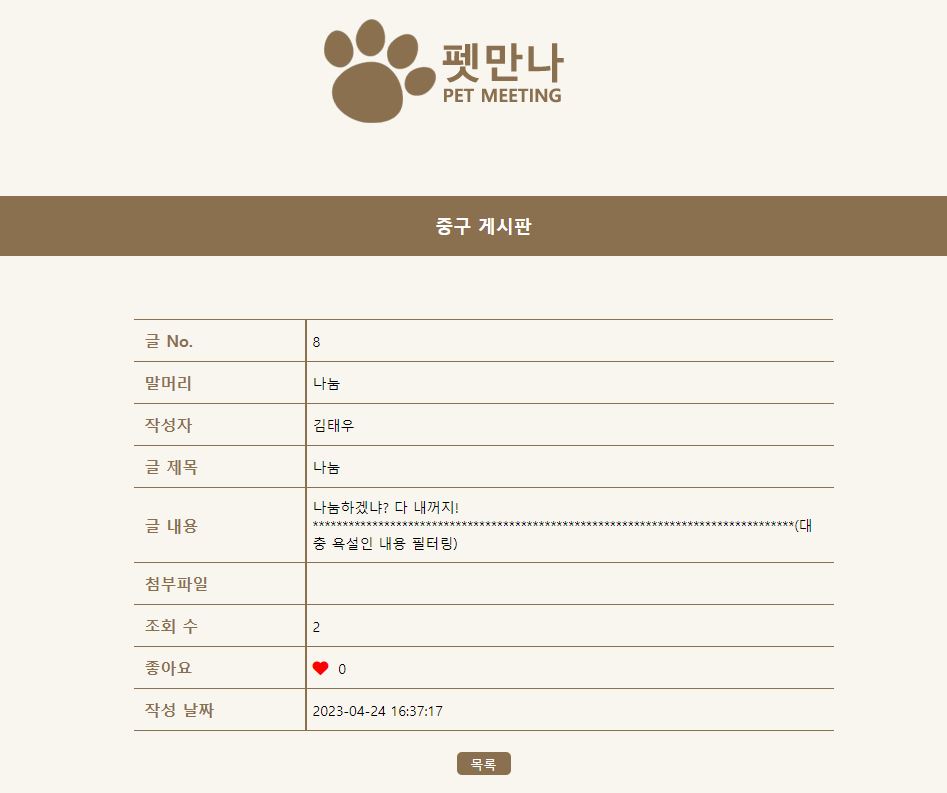 펫만나
PET MEETING
중구 게시판
글 No. 8
말머리 나눔
작성자 김태우
글 제목 나눔
글 내용 나눔하겠냐? 다 내꺼지!
*********************************************************************************(대
충 욕설인 내용 필터링)
첨부파일
조회 수 2
좋아요 0
작성 날짜 2023-04-24 16:37:17
목록